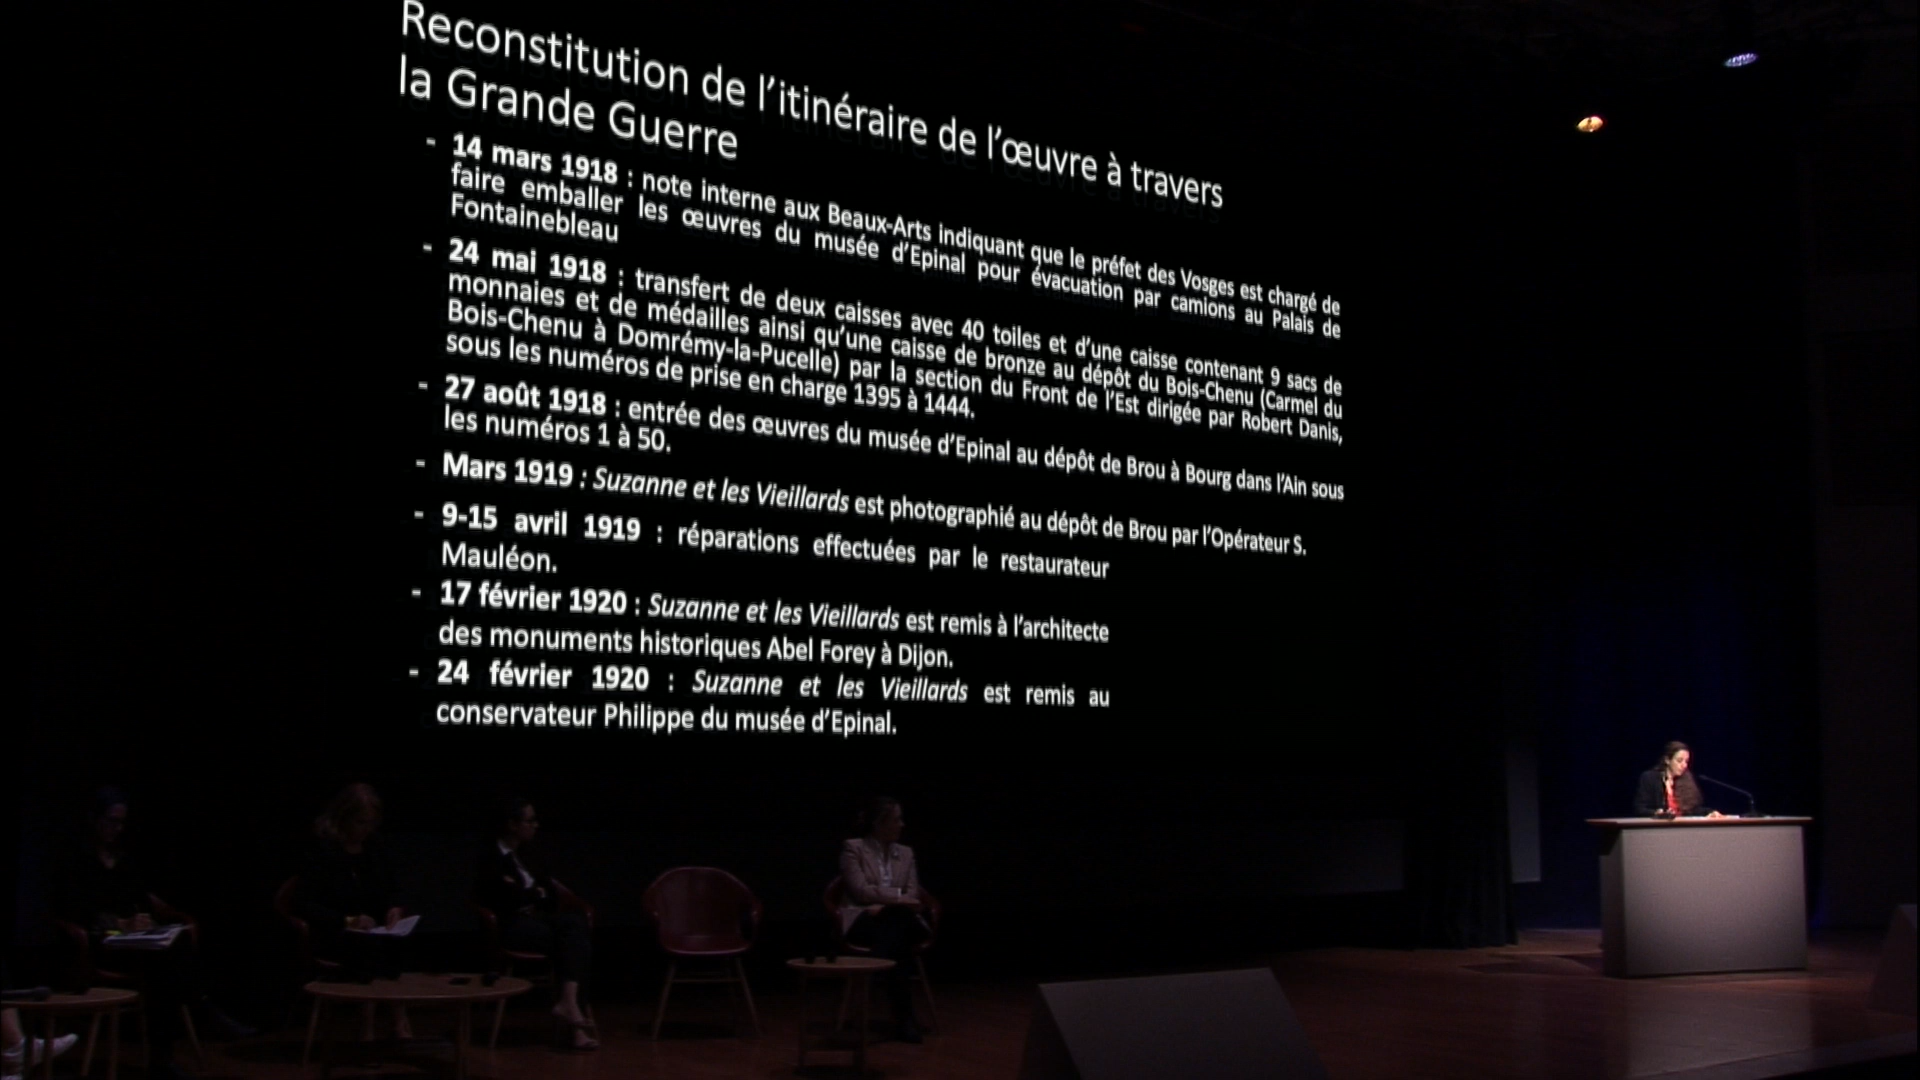 Reconstitution de l'itinéraire de l'œuvre à travers
la Grande Guerre
- 14 mars 1918 : note interne aux Beaux-Arts indiquant que le préfet des Vosges est chargé de
faire emballer les œuvres du musée d'Epinal pour évacuation par camions au Palais de
Fontainebleau
- 24 mai 1918 : transfert de deux caisses avec 40 toiles et d'une caisse contenant 9 sacs de
monnaies et de médailles ainsi qu'une caisse de bronze au dépôt du Bois-Chenu (Carmel du
Bois-Chenu à Domrémy-la-Pucelle) par la section du Front de l'Est dirigée par Robert Danis,
sous les numéros de prise en charge 1395 à 1444.
- 27 août 1918 : entrée des œuvres du musée d'Epinal au dépôt de Brou à Bourg dans l'Ain sous
les numéros 1 à 50.
- Mars 1919 : Suzanne et les Vieillards est photographié au dépôt de Brou par l'Opérateur S.
- 9-15 avril 1919 : réparations effectuées par le restaurateur
Mauléon.
- 17 février 1920 : Suzanne et les Vieillards est remis à l'architecte
des monuments historiques Abel Forey à Dijon.
- 24 février 1920 : Suzanne et les Vieillards est remis au
conservateur Philippe du musée d'Epinal.